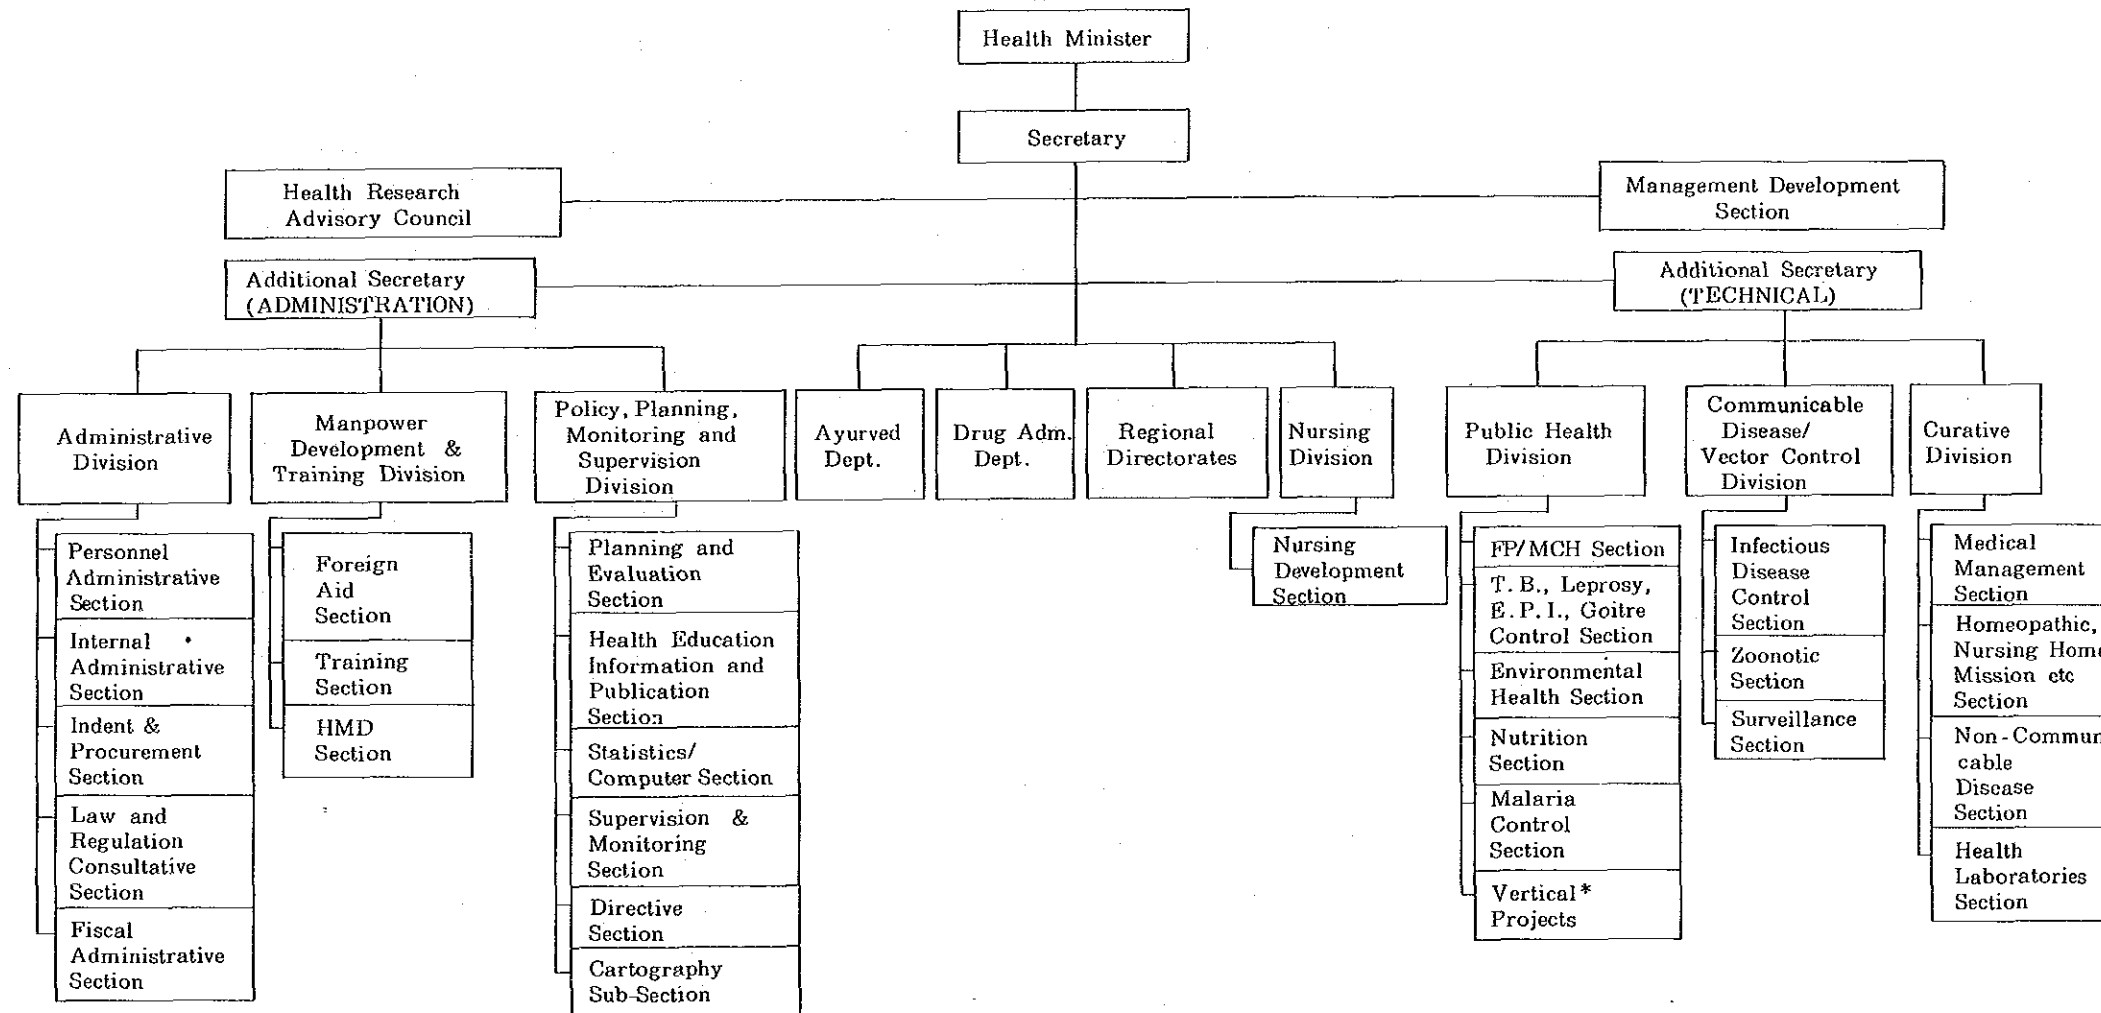 Health Minister
Secretary
Health Research
Advisory Council
Management Development
Section
Additional Secretary
(ADMINISTRATION)
Additional Secretary
(TECHNICAL)
Administrative
Division
Manpower
Development &
Training Division
Policy, Planning,
Monitoring and
Supervision
Division
Ayurved
Dept.
Drug Adm.
Dept.
Regional
Directorates
Nursing
Division
Public Health
Division
Communicable
Disease/
Vector Control
Division
Curative
Division
Personnel
Administrative
Section
Internal
Administrative
Section
Indent &
Procurement
Section
Law and
Regulation
Consultative
Section
Fiscal
Administrative
Section
Foreign
Aid
Section
Training
Section
HMD
Section
Planning and
Evaluation
Section
Health Education
Information and
Publication
Section
Statistics/
Computer Section
Supervision &
Monitoring
Section
Directive
Section
Cartography
Sub-Section
Nursing
Development
Section
FP/MCH Section
T.B., Leprosy,
E.P.I., Goitre
Control Section
Environmental
Health Section
Nutrition
Section
Malaria
Control
Section
Vertical*
Projects
Infectious
Disease
Control
Section
Zoonotic
Section
Surveillance
Section
Medical
Management
Section
Homeopathic,
Nursing Home
Mission etc
Section
Non-Commun
cable
Disease
Section
Health
Laboratories
Section